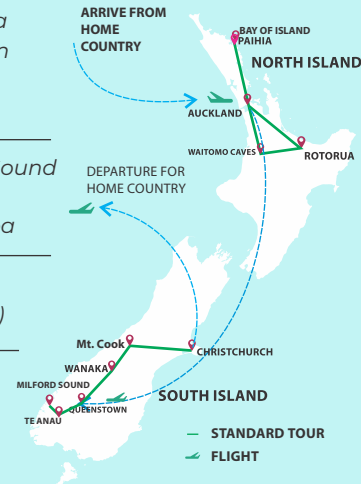 ARRIVE FROM
HOME
COUNTRY
BAY OF ISLAND
PAIHIA
NORTH ISLAND
AUCKLAND
WAITOMO CAVES
ROTORUA
ound
DEPARTURE FOR
HOME COUNTRY
Mt. Cook
CHRISTCHURCH
WANAKA
MILFORD SOUND
QUEENSTOWN
TE ANAU
SOUTH ISLAND
STANDARD TOUR
FLIGHT